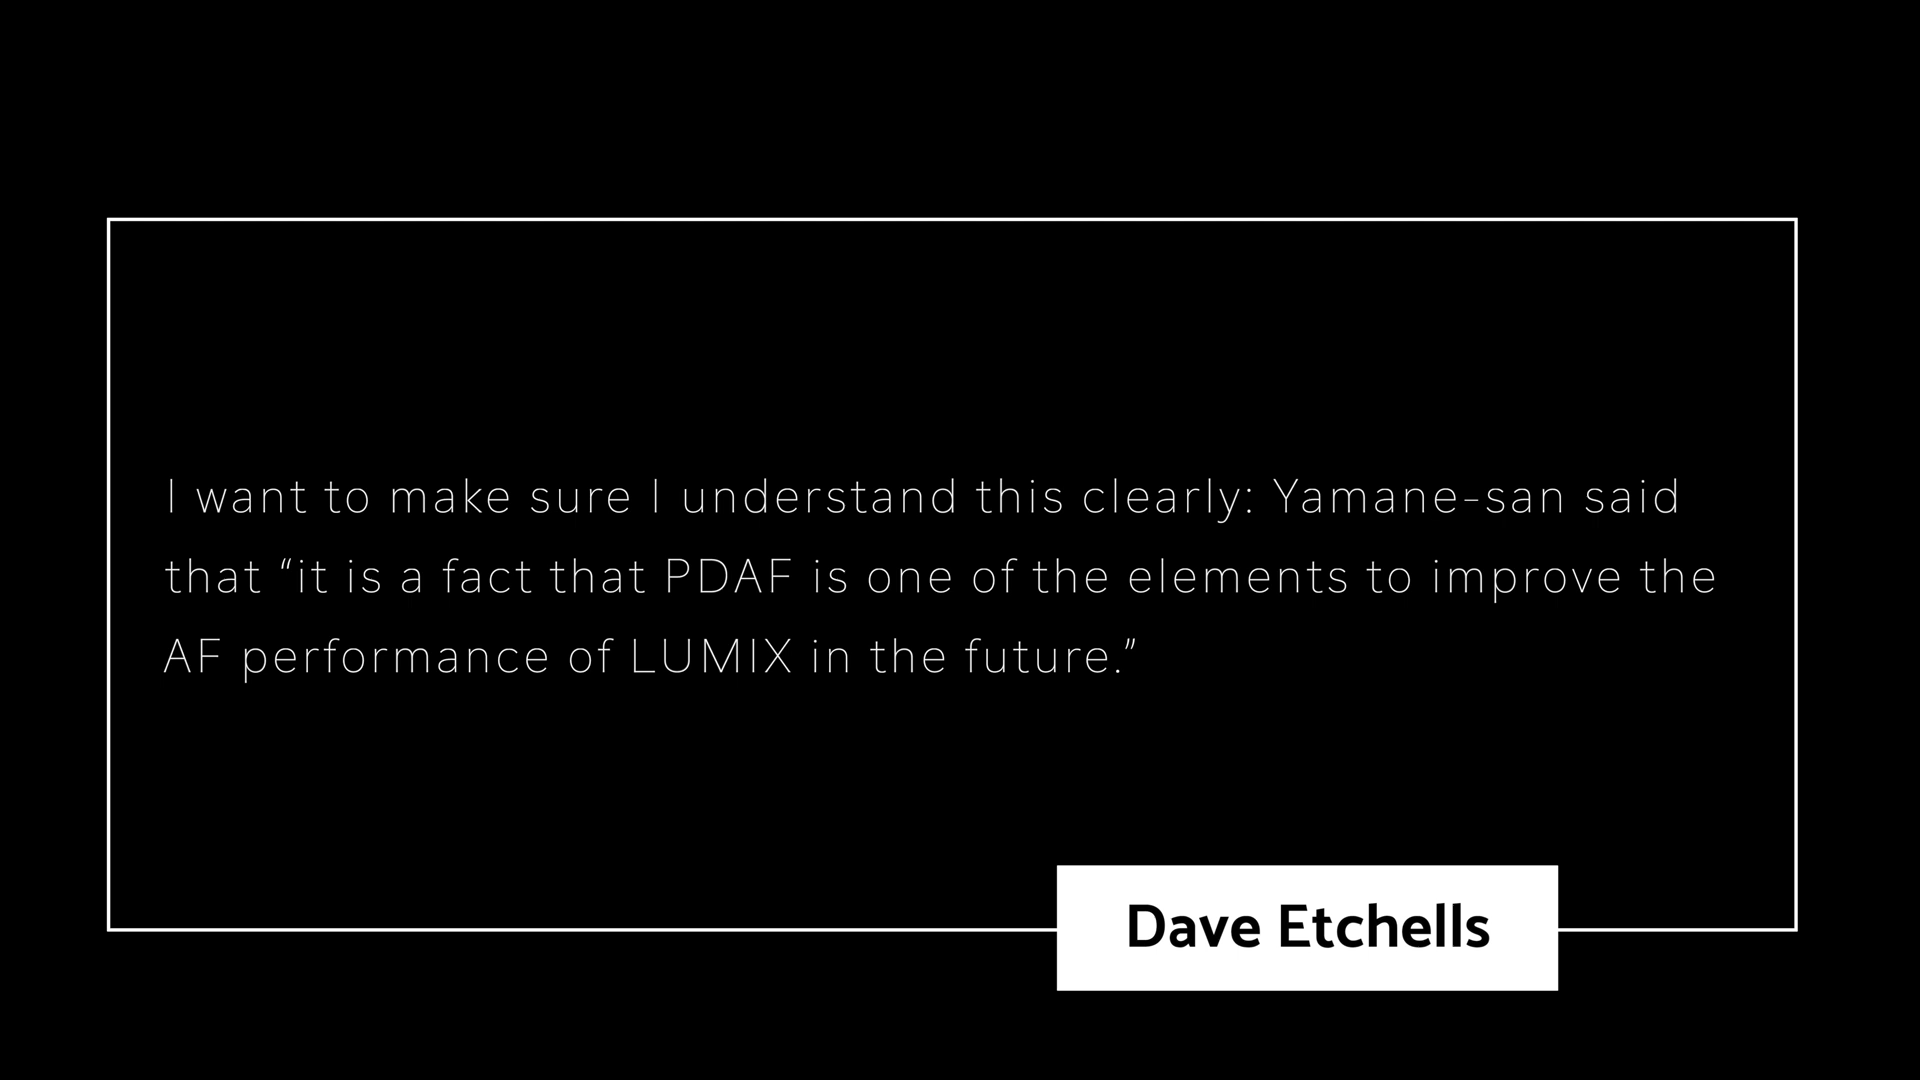 I want to make sure I understand this clearly: Yamane-san said
that “it is a fact that PDAF is one of the elements to improve the
AF performance of LUMIX in the future.”
Dave Etchells